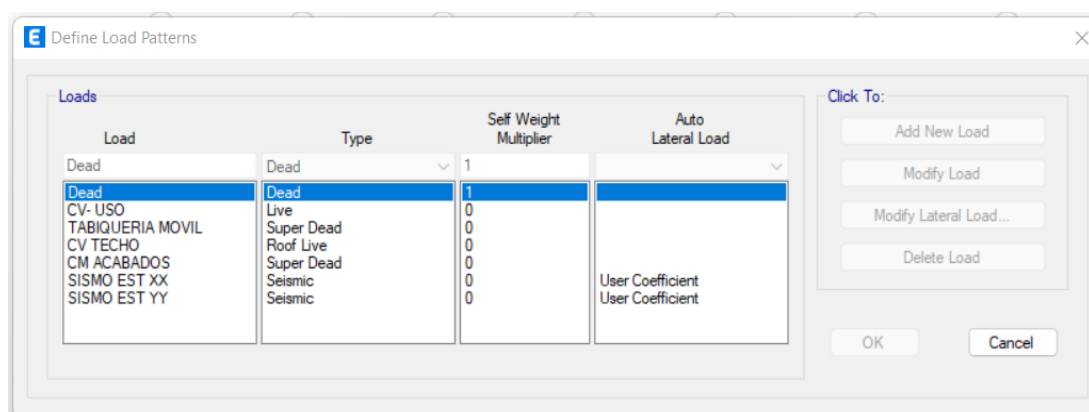 E Define Load Patterns
Loads
Click To:
Load Type Self Weight Multiplier Auto Lateral Load
Dead Dead 1
Dead Dead 1
CV- USO Live 0
TABIQUERIA MOVIL Super Dead 0
CV TECHO Roof Live 0
CM ACABADOS Super Dead 0
SISMO EST XX Seismic 0 User Coefficient
SISMO EST YY Seismic 0 User Coefficient
Add New Load
Modify Load
Modify Lateral Load...
Delete Load
OK Cancel